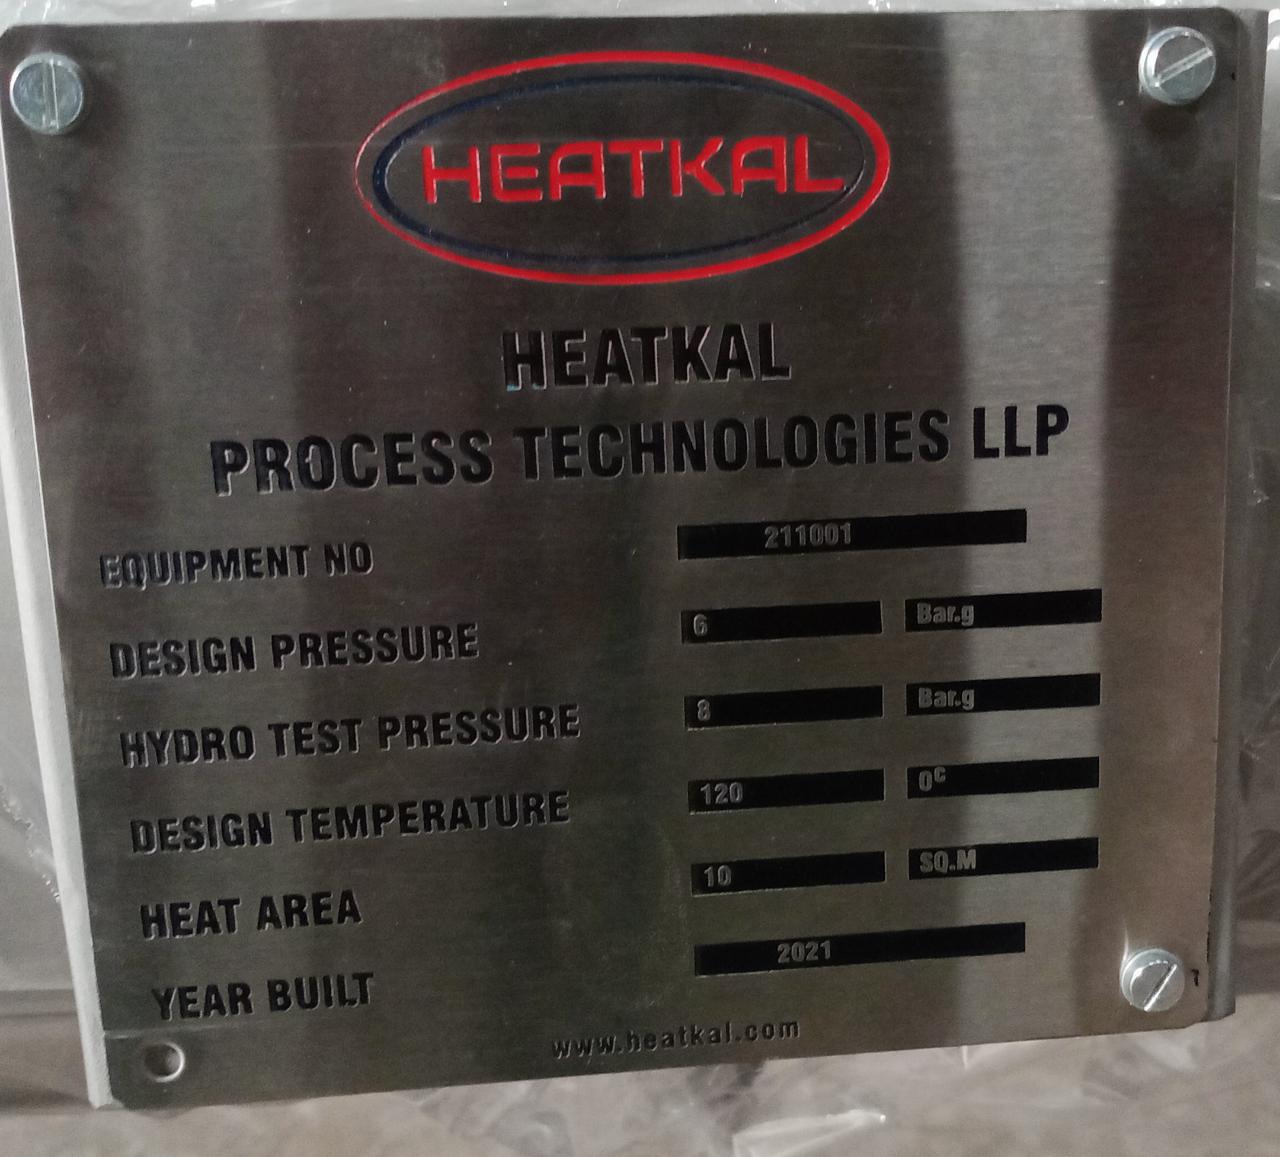 HEATKAL
HEATKAL
PROCESS TECHNOLOGIES LLP
EQUIPMENT NO 211001
DESIGN PRESSURE 6 Bar.g
HYDRO TEST PRESSURE 8 Bar.g
DESIGN TEMPERATURE 120 0ᶜ
HEAT AREA 10 SQ.M
YEAR BUILT 2021
www.heatkal.com